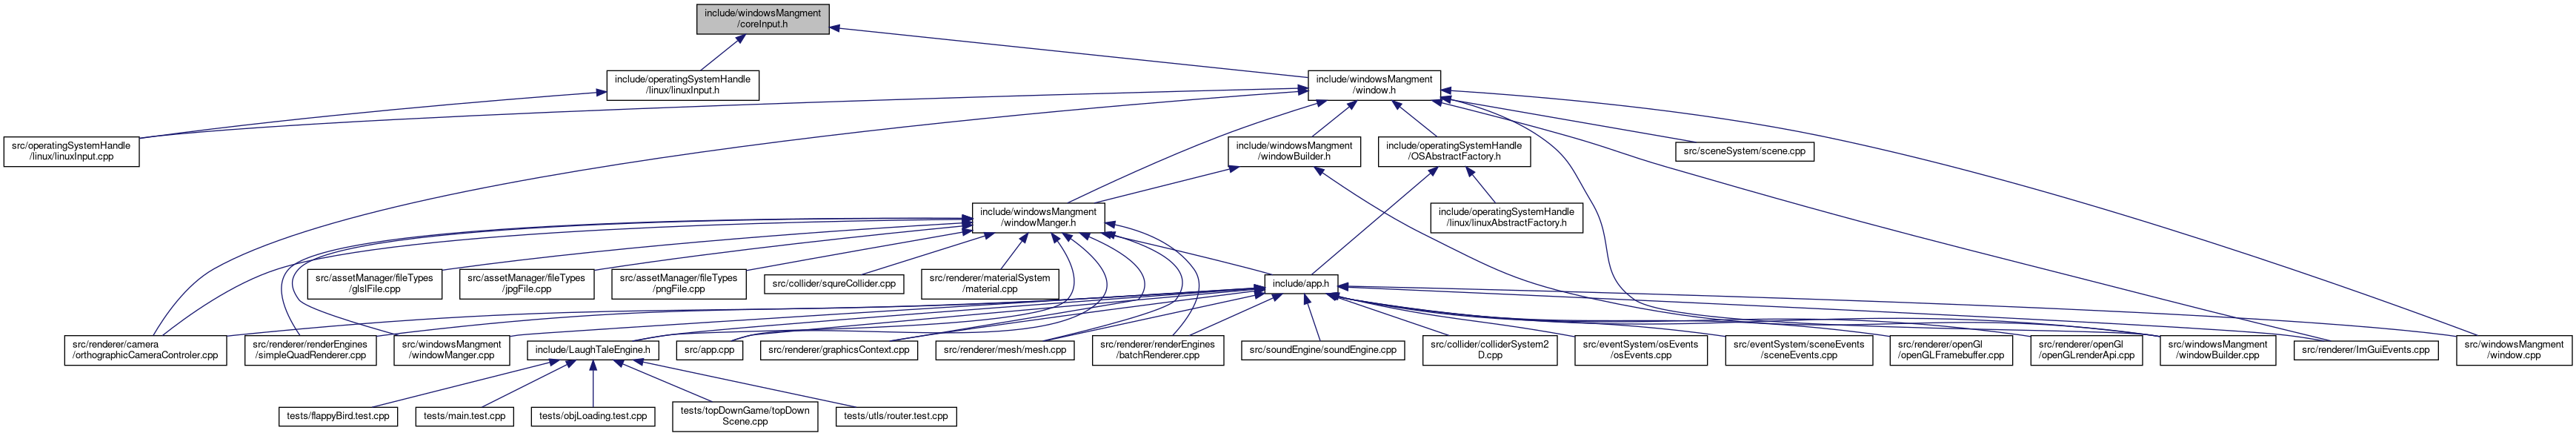 include/windowsMangment
/coreInput.h
include/operatingSystemHandle
/linux/linuxInput.h
include/windowsMangment
/window.h
src/operatingSystemHandle
/linux/linuxInput.cpp
include/windowsMangment
/windowBuilder.h
include/operatingSystemHandle
/OSAbstractFactory.h
src/sceneSystem/scene.cpp
include/windowsMangment
/windowManger.h
include/operatingSystemHandle
/linux/linuxAbstractFactory.h
src/assetManager/fileTypes
/glslFile.cpp
src/assetManager/fileTypes
/jpgFile.cpp
src/assetManager/fileTypes
/pngFile.cpp
src/collider/squreCollider.cpp
src/renderer/materialSystem
/material.cpp
include/app.h
src/renderer/camera
/orthographicCameraControler.cpp
src/renderer/renderEngines
/simpleQuadRenderer.cpp
src/windowsMangment
/windowManger.cpp
include/LaughTaleEngine.h
src/app.cpp
src/renderer/graphicsContext.cpp
src/renderer/mesh/mesh.cpp
src/renderer/renderEngines
/batchRenderer.cpp
src/soundEngine/soundEngine.cpp
src/collider/colliderSystem2
D.cpp
src/eventSystem/osEvents
/osEvents.cpp
src/eventSystem/sceneEvents
/sceneEvents.cpp
src/renderer/openGl
/openGLFramebuffer.cpp
src/renderer/openGl
/openGLrenderApi.cpp
src/windowsMangment
/windowBuilder.cpp
src/renderer/ImGuiEvents.cpp
src/windowsMangment
/window.cpp
tests/flappyBird.test.cpp
tests/main.test.cpp
tests/objLoading.test.cpp
tests/topDownGame/topDown
Scene.cpp
tests/utls/router.test.cpp